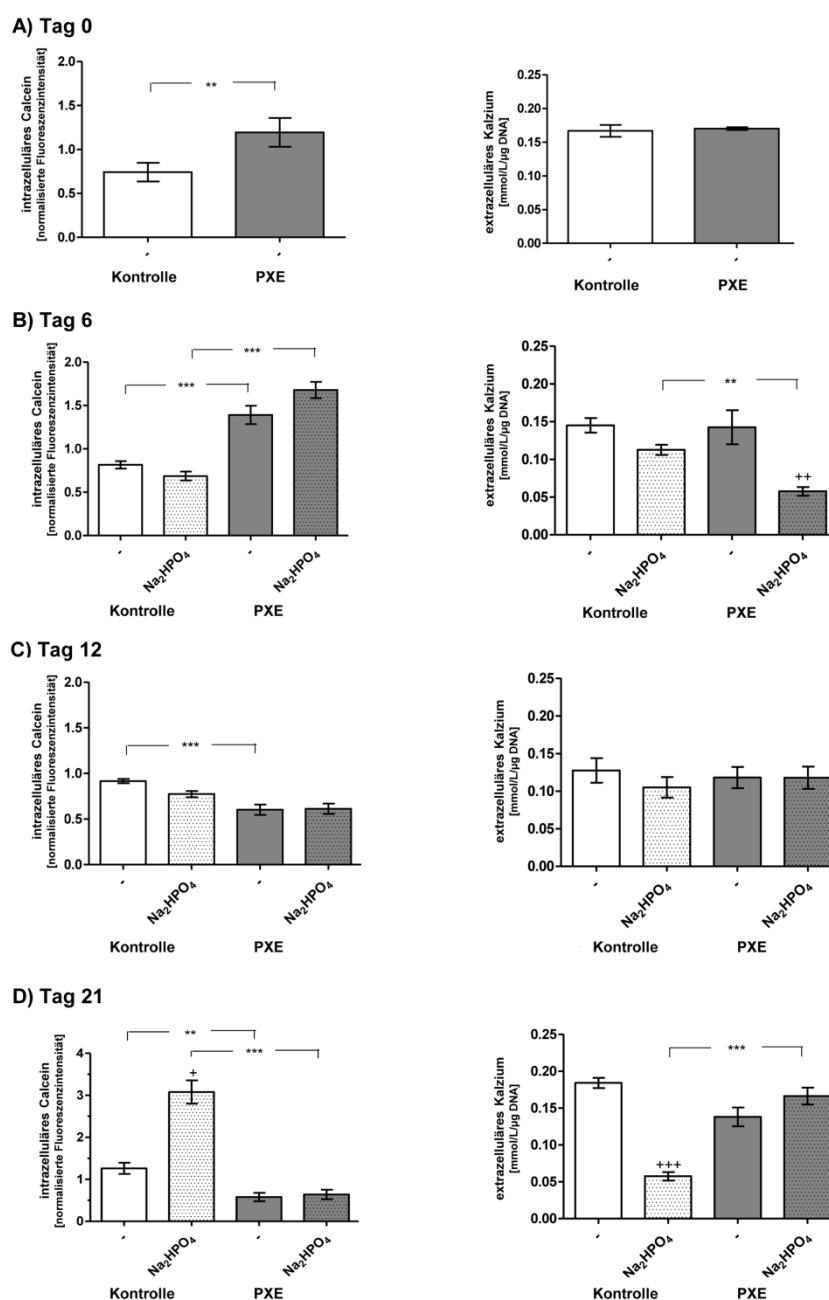 A) Tag 0
intrazelluläres Calcein
[normalisierte Fluoreszenzintensität]
2.0
1.5
1.0
0.5
0.0
**
-
-
Kontrolle PXE
extrazelluläres Kalzium
[mmol/L/µg DNA]
0.25
0.20
0.15
0.10
0.05
0.00
-
-
Kontrolle PXE
B) Tag 6
intrazelluläres Calcein
[normalisierte Fluoreszenzintensität]
2.0
1.5
1.0
0.5
0.0
***
***
-
Na₂HPO₄
-
Na₂HPO₄
Kontrolle PXE
extrazelluläres Kalzium
[mmol/L/µg DNA]
0.25
0.20
0.15
0.10
0.05
0.00
**
++
-
Na₂HPO₄
-
Na₂HPO₄
Kontrolle PXE
C) Tag 12
intrazelluläres Calcein
[normalisierte Fluoreszenzintensität]
2.0
1.5
1.0
0.5
0.0
***
-
Na₂HPO₄
-
Na₂HPO₄
Kontrolle PXE
extrazelluläres Kalzium
[mmol/L/µg DNA]
0.25
0.20
0.15
0.10
0.05
0.00
-
Na₂HPO₄
-
Na₂HPO₄
Kontrolle PXE
D) Tag 21
intrazelluläres Calcein
[normalisierte Fluoreszenzintensität]
4
3
2
1
0
**
***
+
-
Na₂HPO₄
-
Na₂HPO₄
Kontrolle PXE
extrazelluläres Kalzium
[mmol/L/µg DNA]
0.25
0.20
0.15
0.10
0.05
0.00
***
+++
-
Na₂HPO₄
-
Na₂HPO₄
Kontrolle PXE